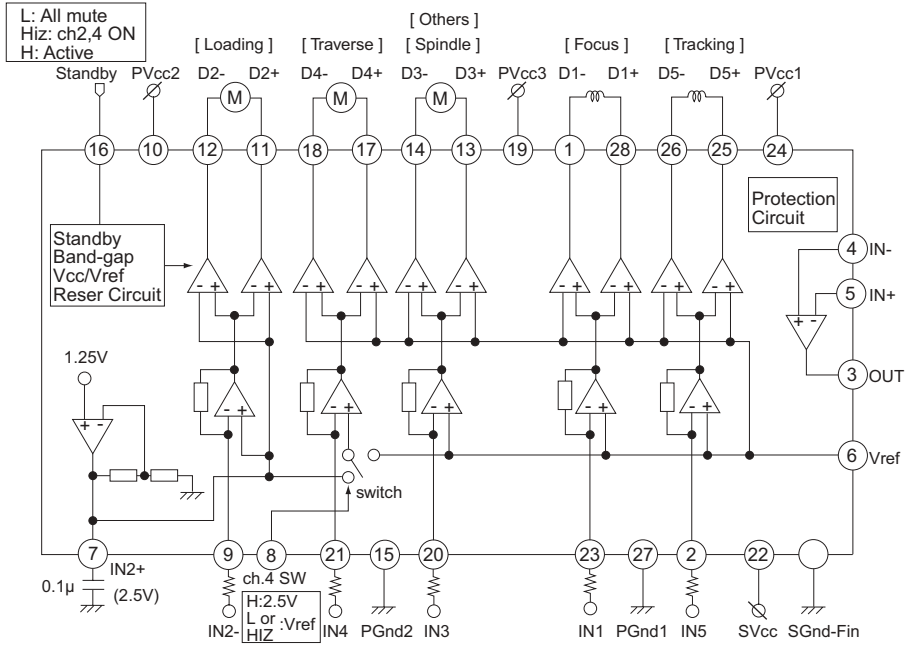 L: All mute
Hiz: ch2,4 ON
H: Active
[ Others ]
[ Loading ] [ Traverse ] [ Spindle ] [ Focus ] [ Tracking ]
Standby PVcc2 D2- D2+ D4- D4+ D3- D3+ PVcc3 D1- D1+ D5- D5+ PVcc1
M M M
16 10 12 11 18 17 14 13 19 1 28 26 25 24
Protection
Circuit
Standby
Band-gap
Vcc/Vref
Reser Circuit
4 IN-
5 IN+
- + - + - + - + - + - + - + - + - + - +
+ -
3 OUT
1.25V
+ -
- + - + - + - + - +
6 Vref
switch
7 9 8 21 15 20 23 27 2 22
IN2+
(2.5V)
0.1µ
ch.4 SW
H:2.5V
L or
HIZ :Vref
IN2- IN4 PGnd2 IN3 IN1 PGnd1 IN5 SVcc SGnd-Fin